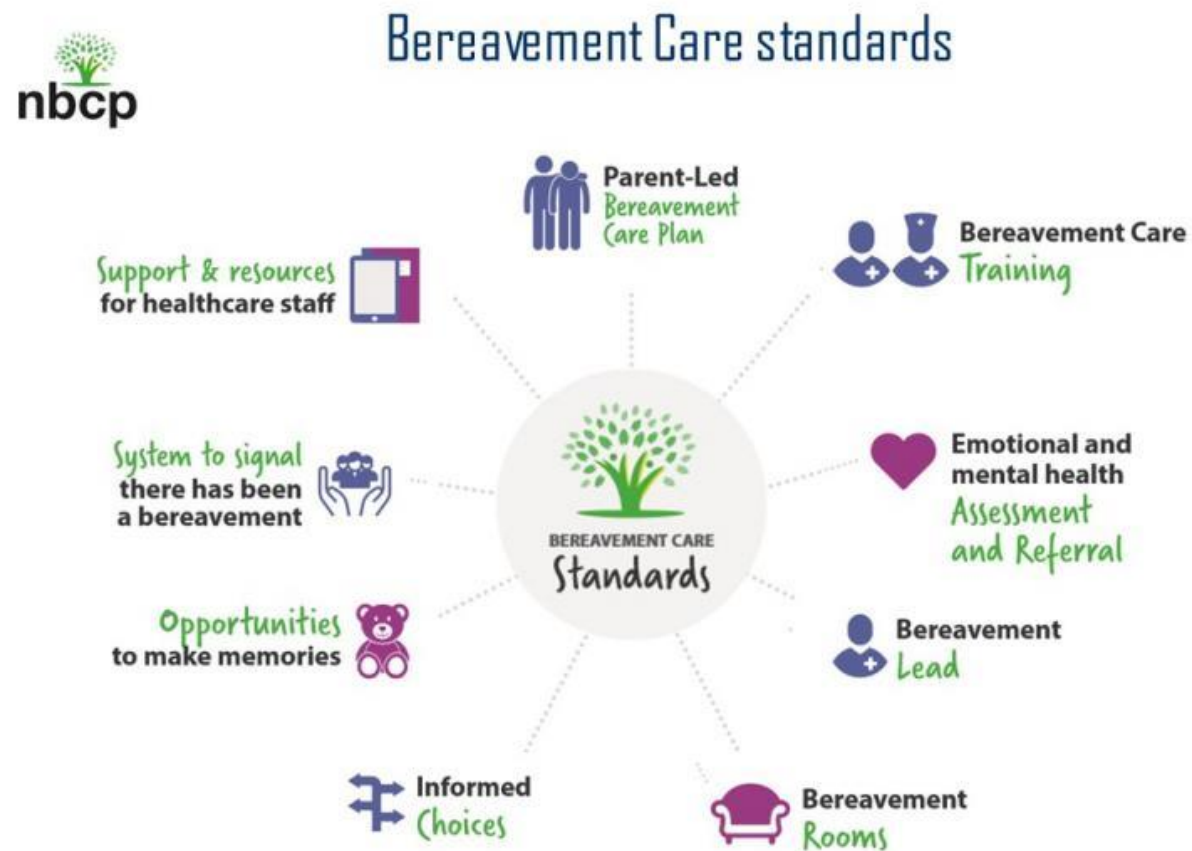 Bereavement Care standards
nbcp
Parent-Led
Bereavement
Care Plan
Bereavement Care
Training
Emotional and
mental health
Assessment
and Referral
Bereavement
Lead
Bereavement
Rooms
Informed
Choices
Opportunities
to make memories
System to signal
there has been
a bereavement
Support & resources
for healthcare staff
BEREAVEMENT CARE
Standards